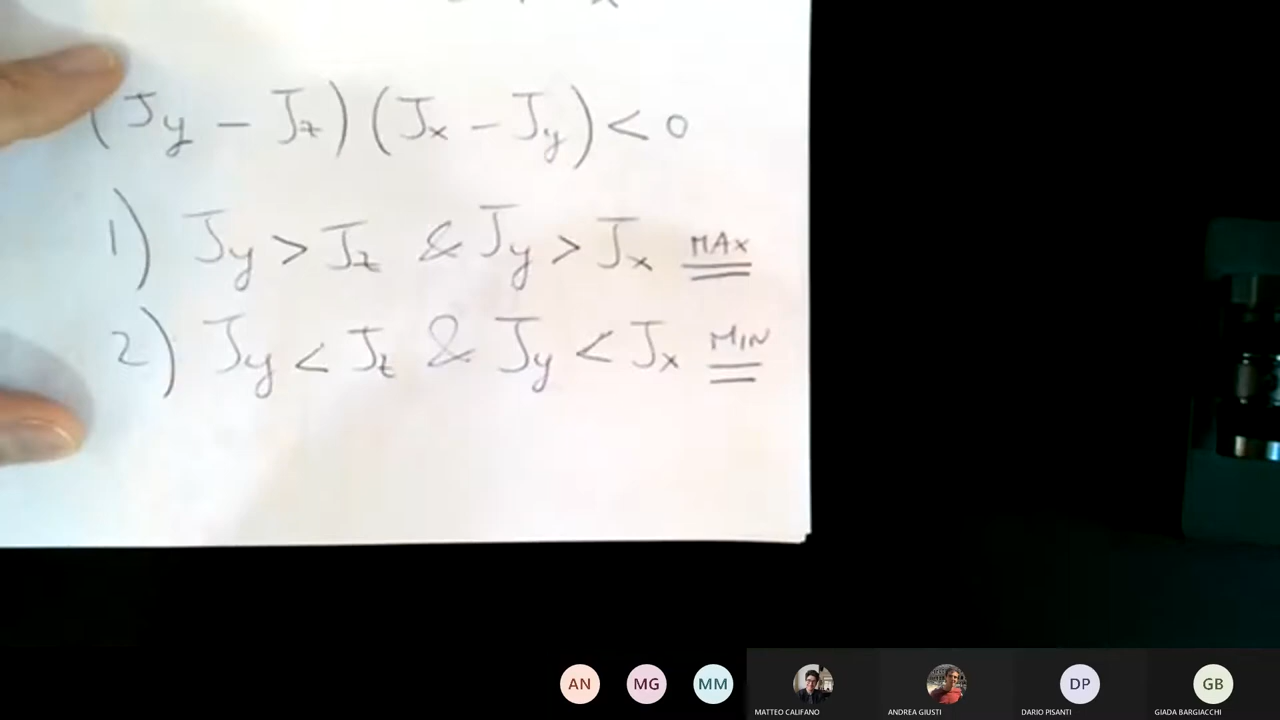 (Jy - Jz)(Jx - Jy) < 0
1) Jy > Jz & Jy > Jx MAX
2) Jy < Jz & Jy < Jx MIN
AN MG MM DP GB
MATTEO CALIFANO ANDREA GIUSTI DARIO PISANTI GIADA BARGIACCHI